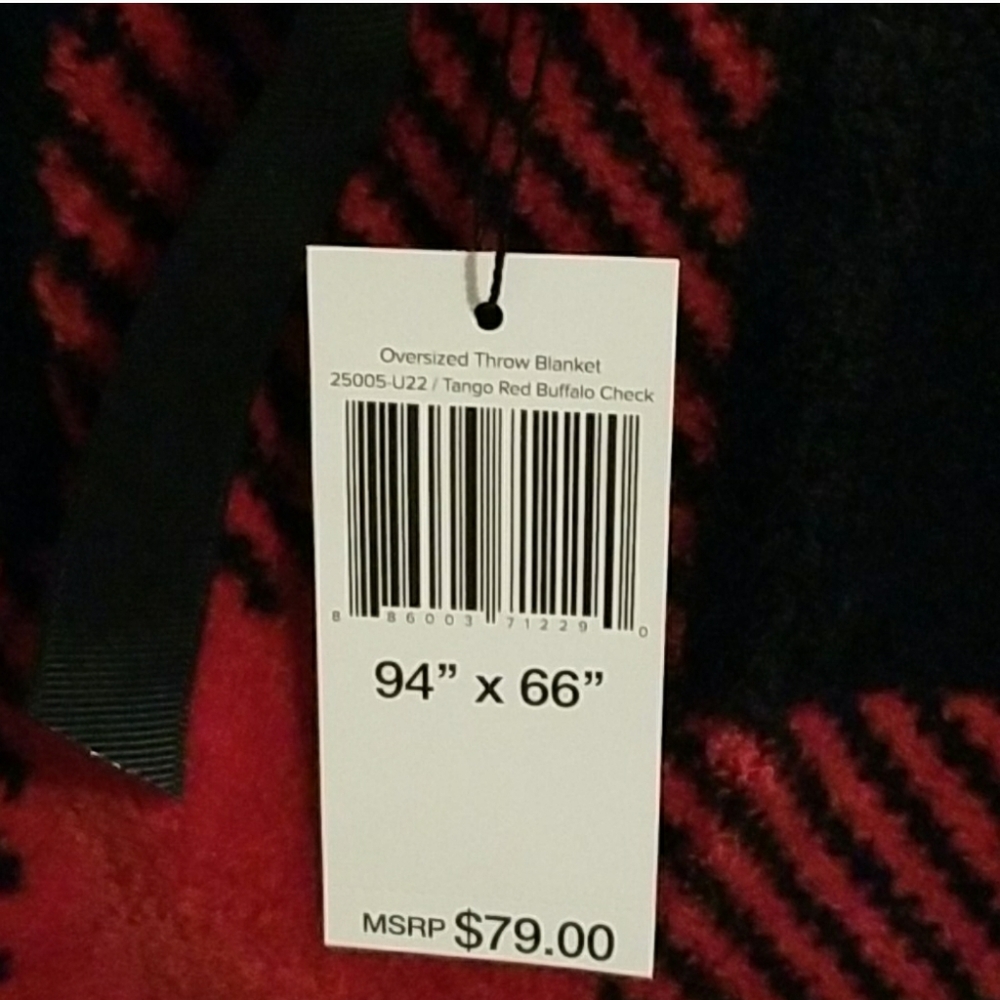 Oversized Throw Blanket
25005-U22 / Tango Red Buffalo Check
8 86003 71229 0
94” x 66”
MSRP $79.00